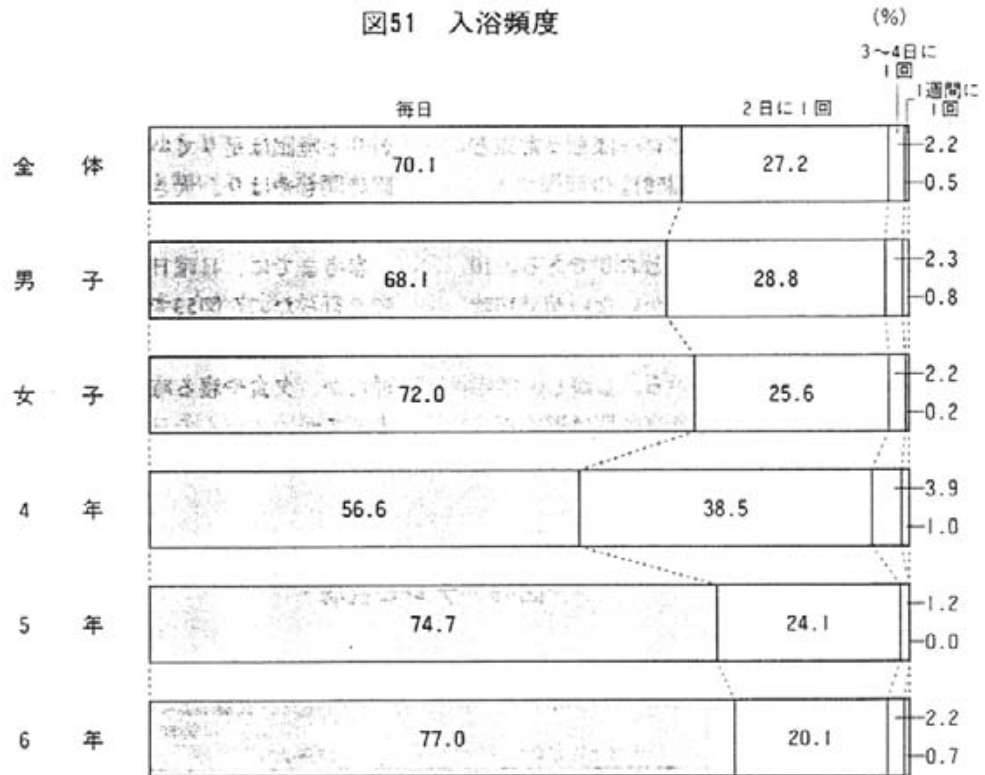 図51 入浴頻度
(%)
3〜4日に
1回
1週間に
1回
毎日 2日に1回
全体 70.1 27.2 2.2 0.5
男子 68.1 28.8 2.3 0.8
女子 72.0 25.6 2.2 0.2
4年 56.6 38.5 3.9 1.0
5年 74.7 24.1 1.2 0.0
6年 77.0 20.1 2.2 0.7